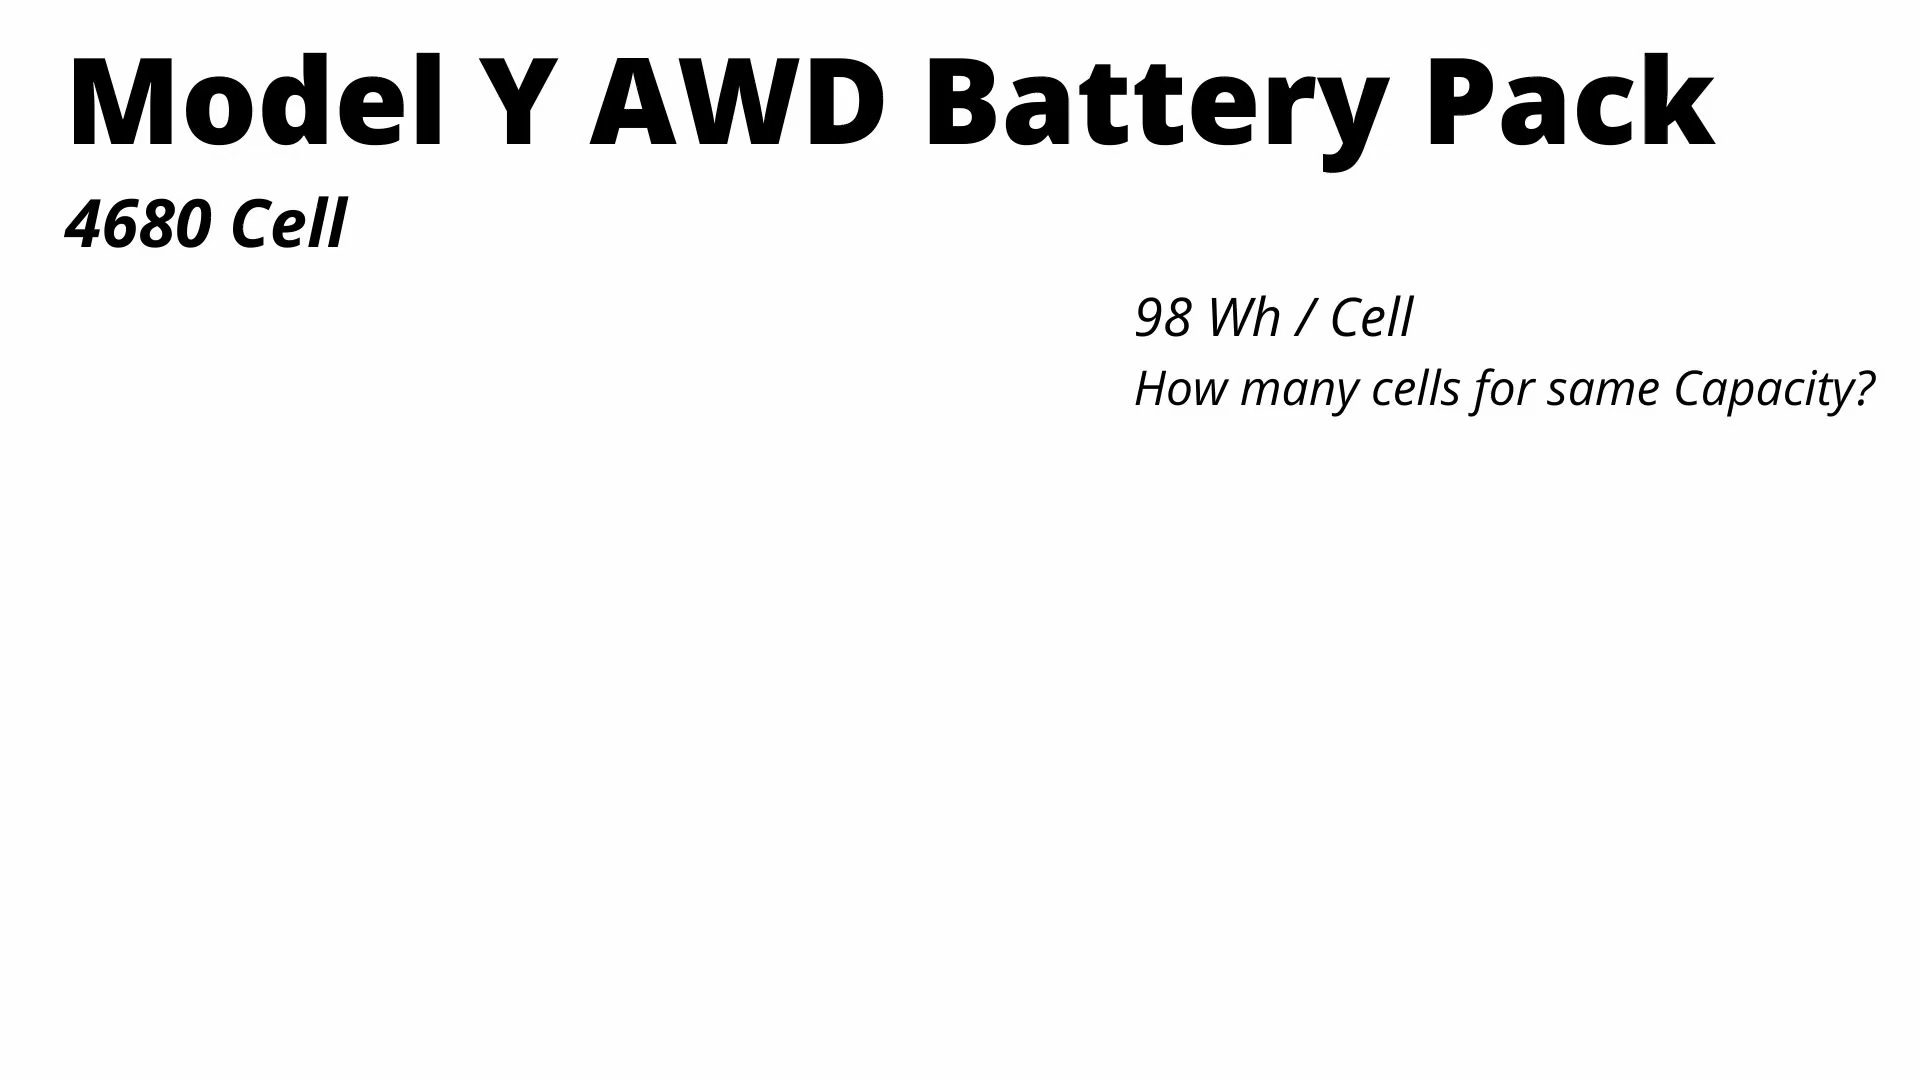 Model Y AWD Battery Pack
4680 Cell
98 Wh / Cell
How many cells for same Capacity?